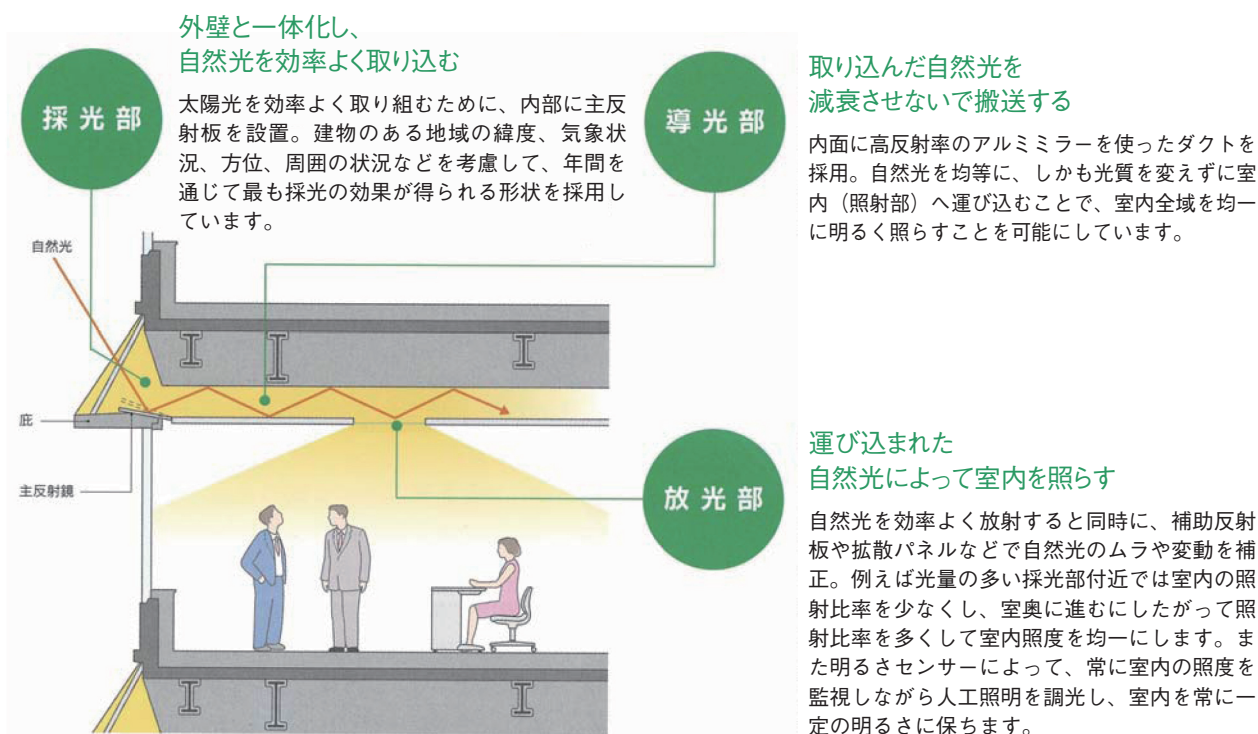 外壁と一体化し、
自然光を効率よく取り込む
採光部
太陽光を効率よく取り組むために、内部に主反
射板を設置。建物のある地域の緯度、気象状
況、方位、周囲の状況などを考慮して、年間を
通じて最も採光の効果が得られる形状を採用し
ています。
導光部
取り込んだ自然光を
減衰させないで搬送する
内面に高反射率のアルミミラーを使ったダクトを
採用。自然光を均等に、しかも光質を変えずに室
内（照射部）へ運び込むことで、室内全域を均一
に明るく照らすことを可能にしています。
自然光
庇
主反射鏡
放光部
運び込まれた
自然光によって室内を照らす
自然光を効率よく放射すると同時に、補助反射
板や拡散パネルなどで自然光のムラや変動を補
正。例えば光量の多い採光部付近では室内の照
射比率を少なくし、室奥に進むにしたがって照
射比率を多くして室内照度を均一にします。ま
た明るさセンサーによって、常に室内の照度を
監視しながら人工照明を調光し、室内を常に一
定の明るさに保ちます。